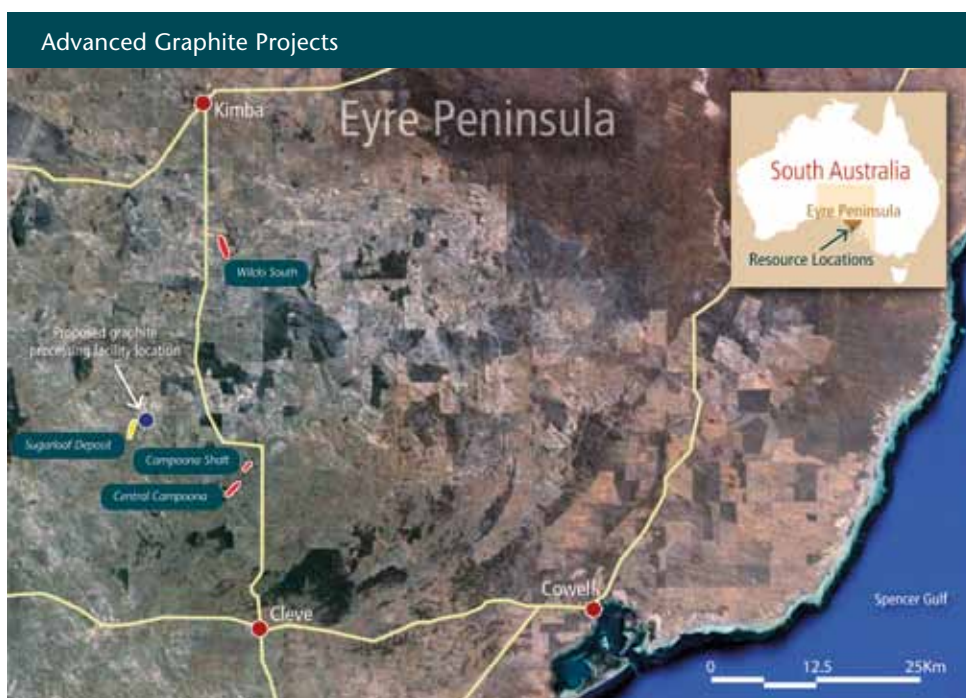 Advanced Graphite Projects
Kimba
Eyre Peninsula
South Australia
Eyre Peninsula
Resource Locations
Wilclo South
Proposed graphite
processing facility location
Sugarloaf Deposit
Campoona Shaft
Central Campoona
Cleve
Cowell
Spencer Gulf
0 12.5 25Km